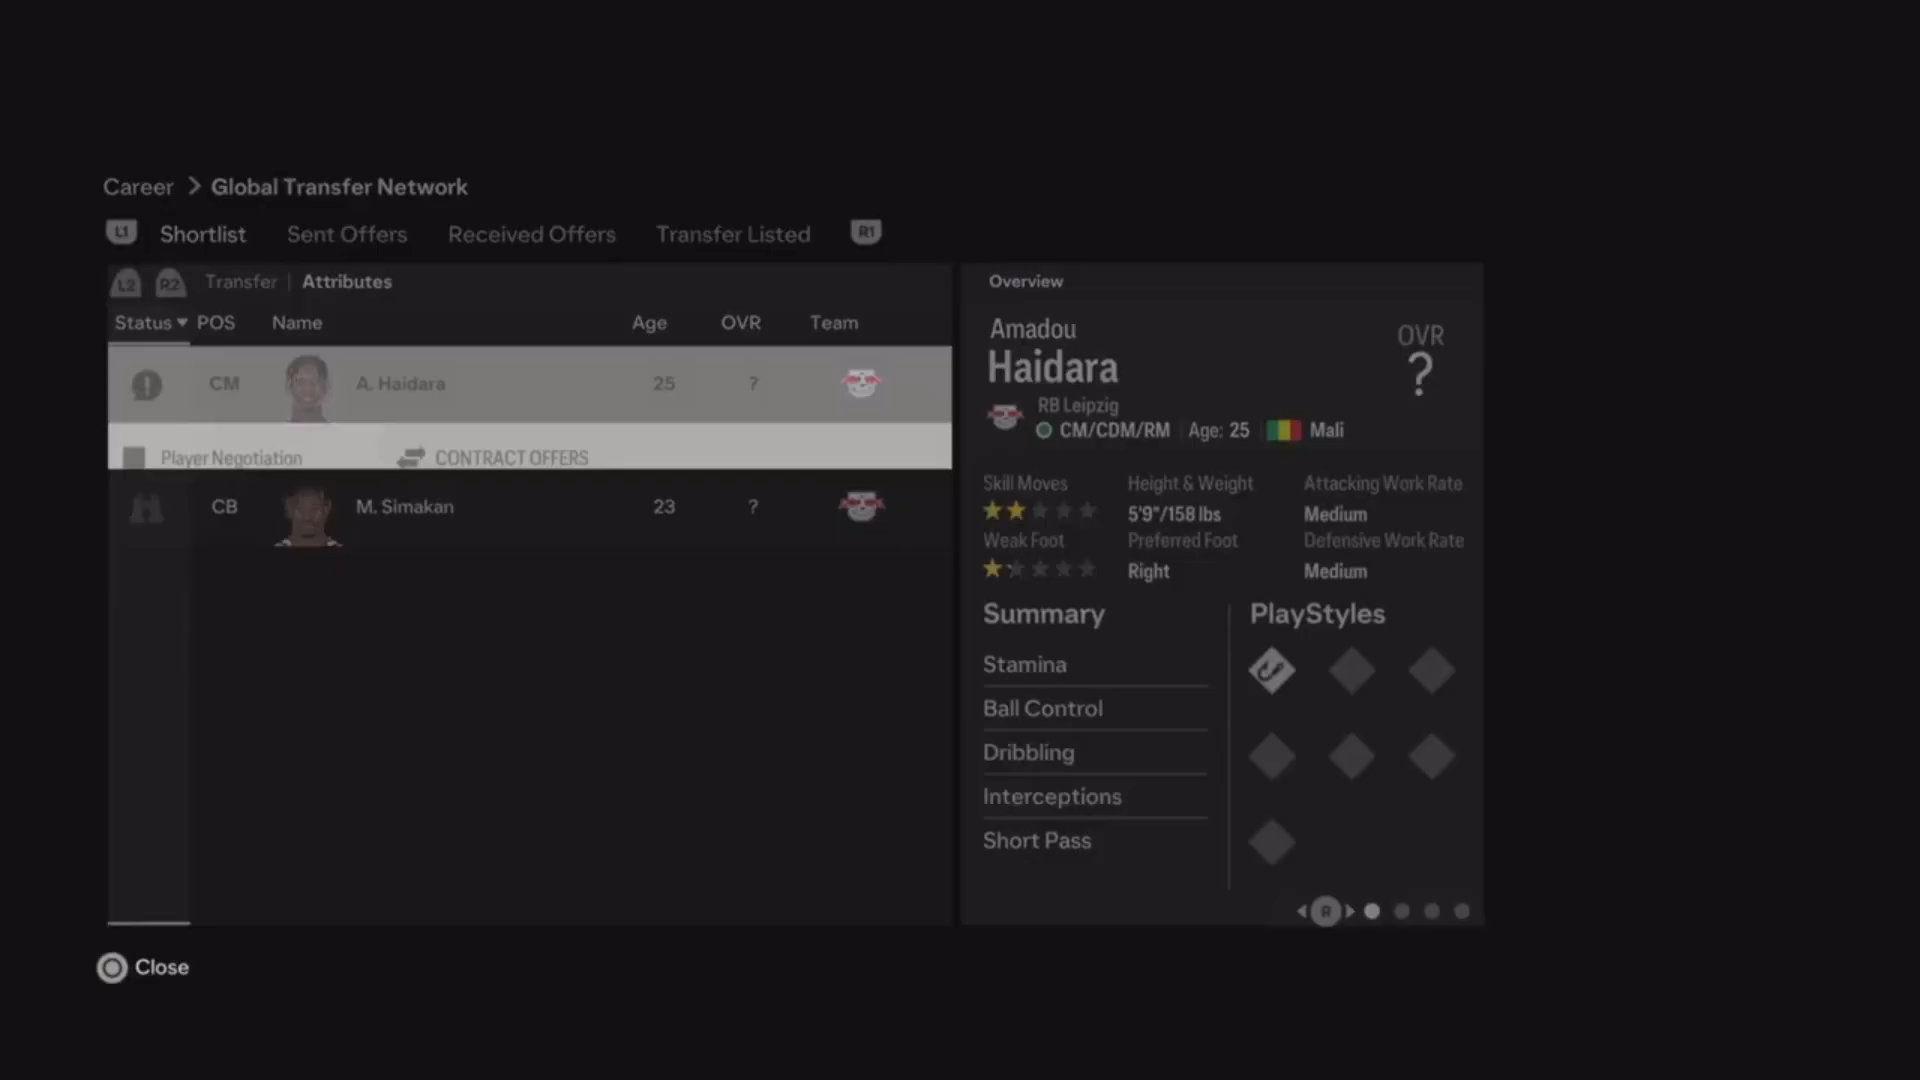 Career > Global Transfer Network
L1 Shortlist Sent Offers Received Offers Transfer Listed R1
L2 R2 Transfer | Attributes
Status POS Name Age OVR Team
CM A. Haidara 25 ?
Player Negotiation CONTRACT OFFERS
CB M. Simakan 23 ?
Overview
Amadou
Haidara
OVR
?
RB Leipzig
CM/CDM/RM Age: 25 Mali
Skill Moves Height & Weight Attacking Work Rate
5'9"/158 lbs Medium
Weak Foot Preferred Foot Defensive Work Rate
Right Medium
Summary PlayStyles
Stamina
Ball Control
Dribbling
Interceptions
Short Pass
R
Close